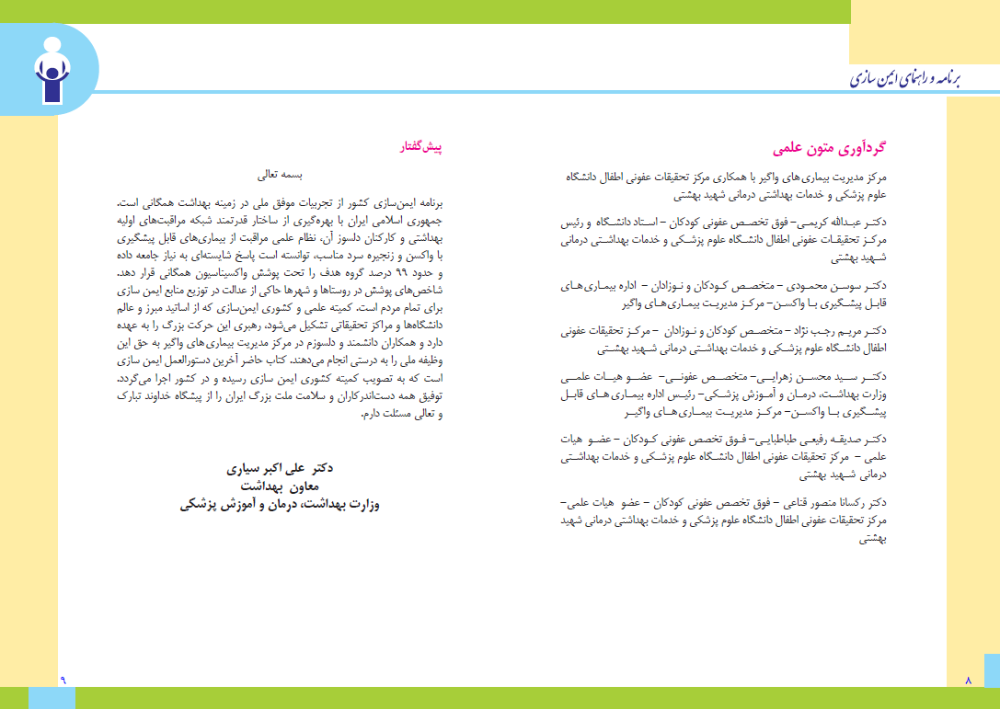 برنامه و راهنمای ایمن سازی
گردآوری متون علمی
مرکز مدیریت بیماری‌های واگیر با همکاری مرکز تحقیقات عفونی اطفال دانشگاه
علوم پزشکی و خدمات بهداشتی درمانی شهید بهشتی
دکتر عبدالله کریمی- فوق تخصص عفونی کودکان – استاد دانشگاه و رئیس
مرکز تحقیقات عفونی اطفال دانشگاه علوم پزشکی و خدمات بهداشتی درمانی
شهید بهشتی
دکتر سوسن محمودی – متخصص کودکان و نوزادان – اداره بیماری‌های
قابل پیشگیری با واکسن- مرکز مدیریت بیماری‌های واگیر
دکتر مریم رجب نژاد – متخصص کودکان و نوزادان – مرکز تحقیقات عفونی
اطفال دانشگاه علوم پزشکی و خدمات بهداشتی درمانی شهید بهشتی
دکتر سید محسن زهرایی- متخصص عفونی- عضو هیات علمی
وزارت بهداشت، درمان و آموزش پزشکی- رئیس اداره بیماری‌های قابل
پیشگیری با واکسن- مرکز مدیریت بیماری‌های واگیر
دکتر صدیقه رفیعی طباطبایی- فوق تخصص عفونی کودکان – عضو هیات
علمی – مرکز تحقیقات عفونی اطفال دانشگاه علوم پزشکی و خدمات بهداشتی
درمانی شهید بهشتی
دکتر رکسانا منصور قناعی – فوق تخصص عفونی کودکان – عضو هیات علمی-
مرکز تحقیقات عفونی اطفال دانشگاه علوم پزشکی و خدمات بهداشتی درمانی شهید
بهشتی
۸
پیش‌گفتار
بسمه تعالی
برنامه ایمن‌سازی کشور از تجربیات موفق ملی در زمینه بهداشت همگانی است.
جمهوری اسلامی ایران با بهره‌گیری از ساختار قدرتمند شبکه مراقبت‌های اولیه
بهداشتی و کارکنان دلسوز آن، نظام علمی مراقبت از بیماری‌های قابل پیشگیری
با واکسن و زنجیره سرد مناسب، توانسته است پاسخ شایسته‌ای به نیاز جامعه داده
و حدود ۹۹ درصد گروه هدف را تحت پوشش واکسیناسیون همگانی قرار دهد.
شاخص‌های پوشش در روستاها و شهرها حاکی از عدالت در توزیع منابع ایمن سازی
برای تمام مردم است. کمیته علمی و کشوری ایمن‌سازی که از اساتید مبرز و عالم
دانشگاه‌ها و مراکز تحقیقاتی تشکیل می‌شود، رهبری این حرکت بزرگ را به عهده
دارد و همکاران دانشمند و دلسوزم در مرکز مدیریت بیماری‌های واگیر به حق این
وظیفه ملی را به درستی انجام می‌دهند. کتاب حاضر آخرین دستورالعمل ایمن سازی
است که به تصویب کمیته کشوری ایمن سازی رسیده و در کشور اجرا می‌گردد.
توفیق همه دست‌اندرکاران و سلامت ملت بزرگ ایران را از پیشگاه خداوند تبارک
و تعالی مسئلت دارم.
دکتر علی اکبر سیاری
معاون بهداشت
وزارت بهداشت، درمان و آموزش پزشکی
۹